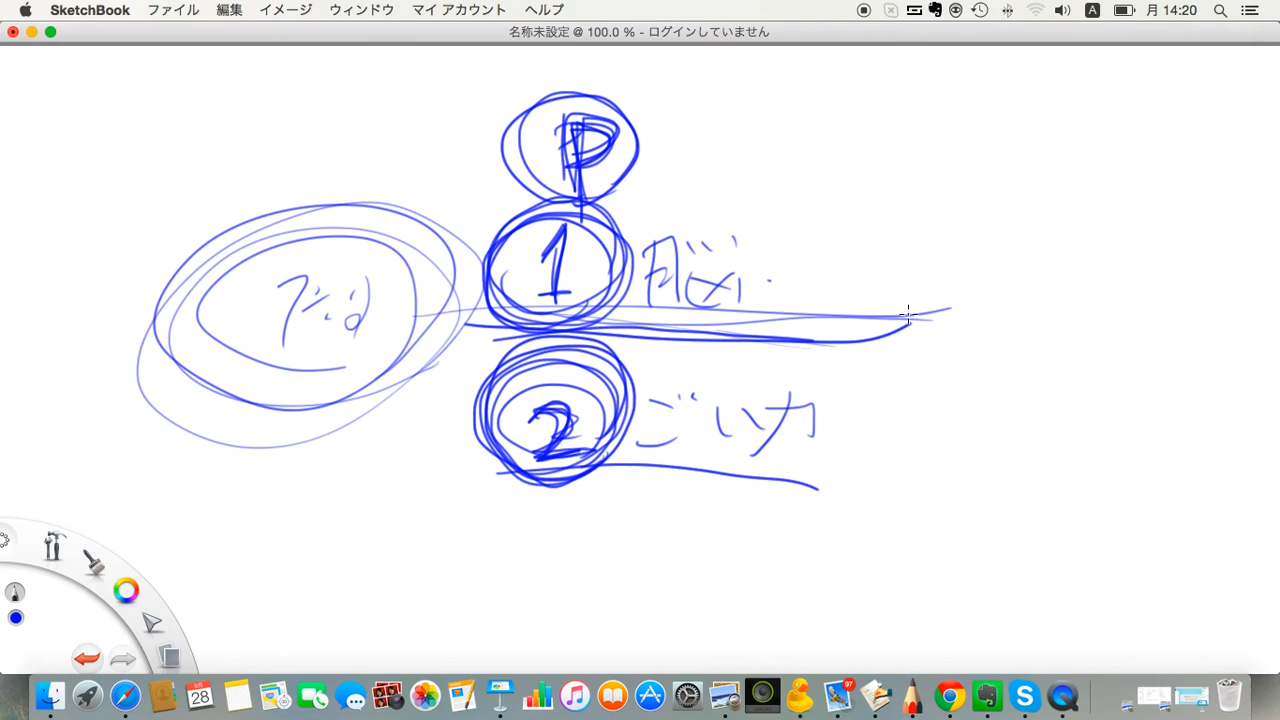 SketchBook ファイル 編集 イメージ ウィンドウ マイ アカウント ヘルプ A 月 14:20
名称未設定 @ 100.0 % - ログインしていません
P
1
2 ごい力
28
97